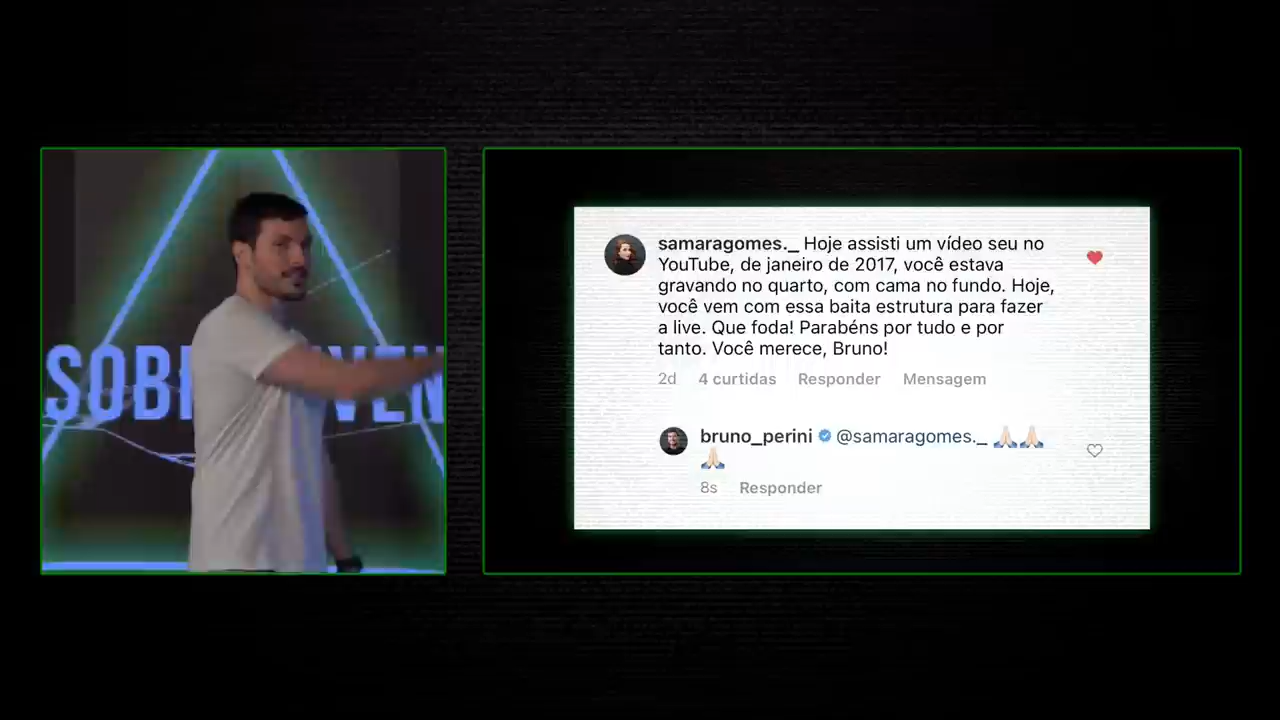 SOB
samaragomes._ Hoje assisti um vídeo seu no
YouTube, de janeiro de 2017, você estava
gravando no quarto, com cama no fundo. Hoje,
você vem com essa baita estrutura para fazer
a live. Que foda! Parabéns por tudo e por
tanto. Você merece, Bruno!
2d 4 curtidas Responder Mensagem
bruno_perini @samaragomes._ 🙏🏻🙏🏻
🙏🏻
8s Responder